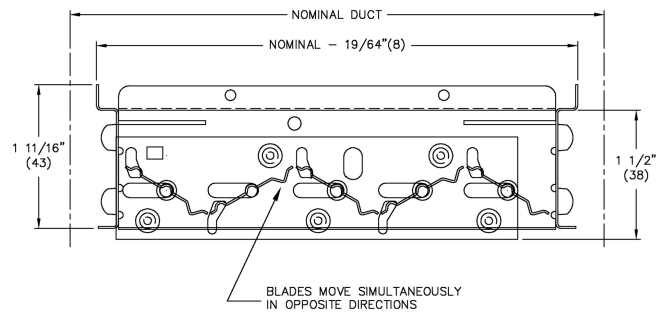 NOMINAL DUCT
NOMINAL - 19/64"(8)
1 11/16"
(43)
1 1/2"
(38)
BLADES MOVE SIMULTANEOUSLY
IN OPPOSITE DIRECTIONS